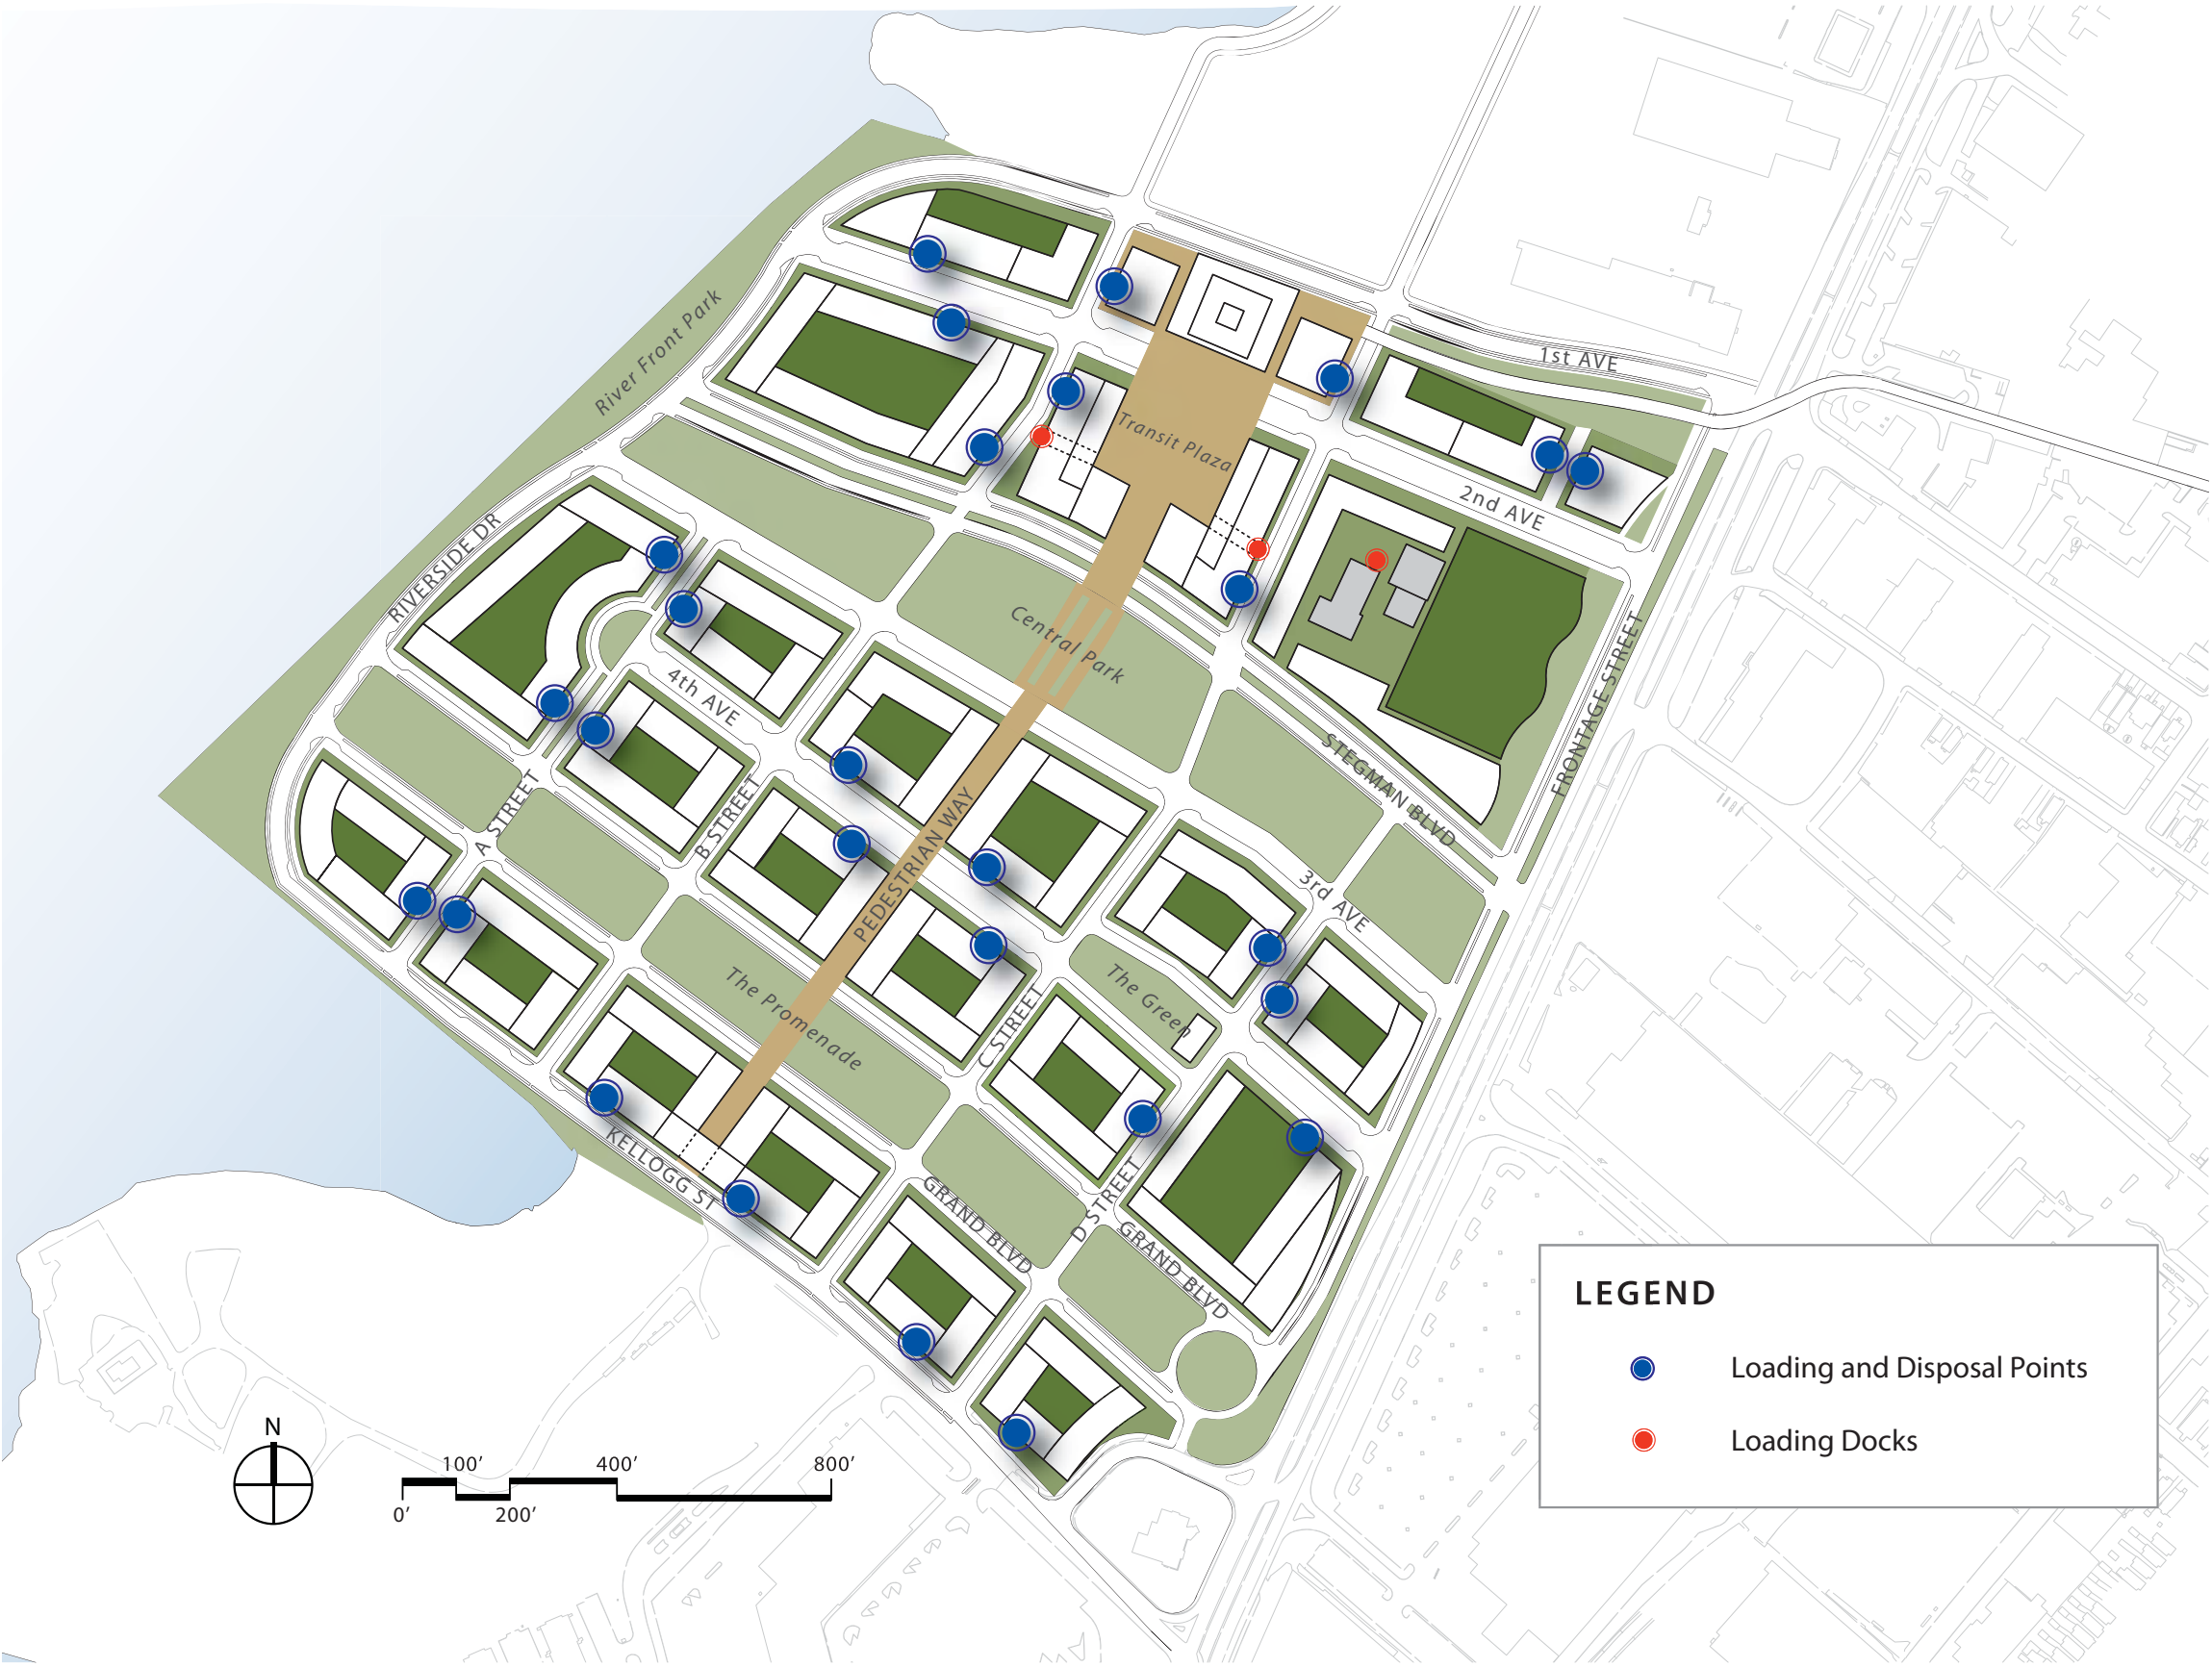 River Front Park
1st AVE
Transit Plaza
2nd AVE
RIVERSIDE DR
Central Park
4th AVE
FRONTAGE STREET
STEGMAN BLVD
A STREET
B STREET
PEDESTRIAN WAY
3rd AVE
The Promenade
The Green
C STREET
KELLOGG ST
GRAND BLVD
D STREET
GRAND BLVD
LEGEND
Loading and Disposal Points
Loading Docks
N
100’ 400’ 800’
0’ 200’